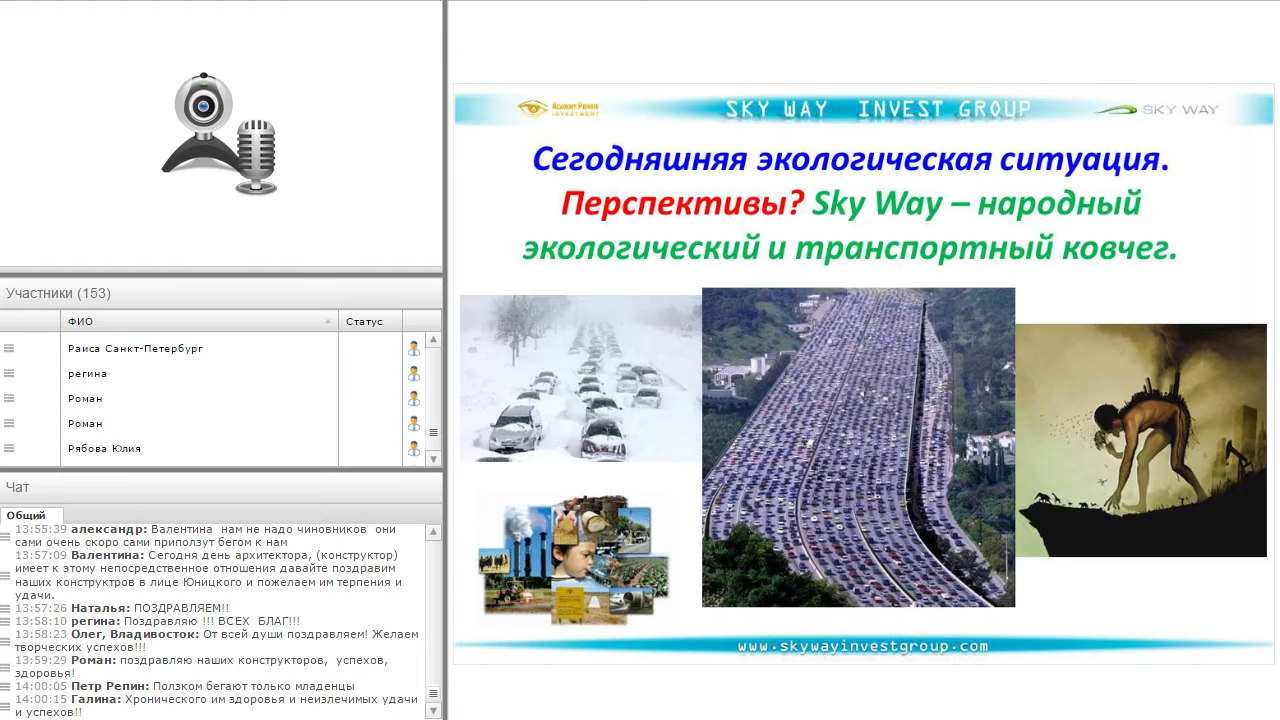 Участники (153)
ФИО
Статус
Раиса Санкт-Петербург
регина
Роман
Роман
Рябова Юлия
Чат
Общий
13:55:39 александр: Валентина нам не надо чиновников они
сами очень скоро сами приползут бегом к нам
13:57:09 Валентина: Сегодня день архитектора, (конструктор)
имеет к этому непосредственное отношения давайте поздравим
наших конструктров в лице Юницкого и пожелаем им терпения и
удачи.
13:57:26 Наталья: ПОЗДРАВЛЯЕМ!!
13:58:10 регина: Поздравляю !!! ВСЕХ БЛАГ!!!
13:58:23 Олег, Владивосток: От всей души поздравляем! Желаем
творческих успехов!!!
13:59:29 Роман: поздравляю наших конструкторов, успехов,
здоровья!
14:00:05 Петр Репин: Ползком бегают только младенцы
14:00:15 Галина: Хронического им здоровья и неизлечимых удачи
и успехов!!
ACADEMY PRIVATE
INVESTMENT
SKY WAY INVEST GROUP
SKY WAY
Сегодняшняя экологическая ситуация.
Перспективы? Sky Way – народный
экологический и транспортный ковчег.
www.skywayinvestgroup.com